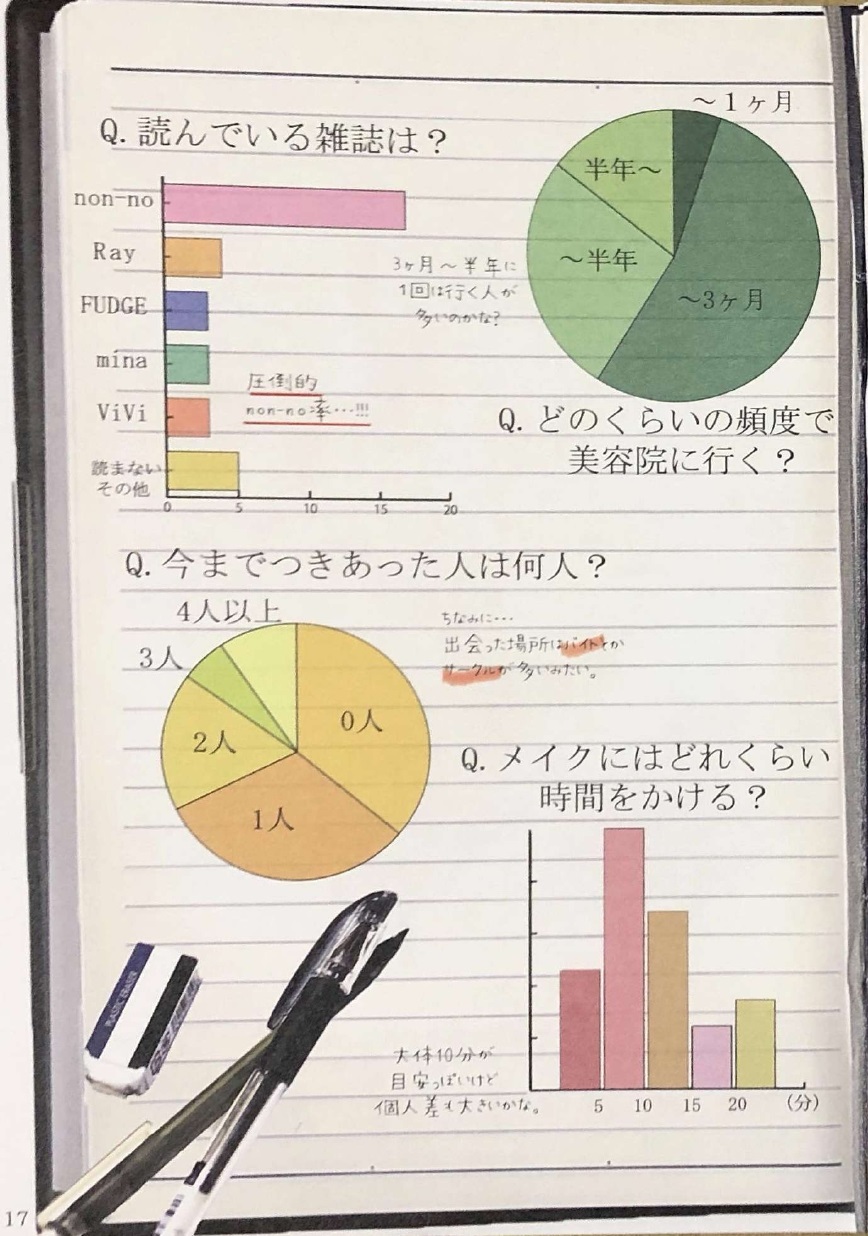 Q. 読んでいる雑誌は？
non-no
Ray
FUDGE
mina
ViVi
読まない
その他
0 5 10 15 20
圧倒的
non-no率…!!!
～1ヶ月
半年～
～半年
～3ヶ月
3ヶ月～半年に
1回は行く人が
多いのかな?
Q. どのくらいの頻度で
美容院に行く？
Q. 今までつきあった人は何人？
4人以上
3人
2人
1人
0人
ちなみに…
出会った場所はバイトとか
サークルが多いみたい。
Q. メイクにはどれくらい
時間をかける？
5 10 15 20 (分)
大体10分が
目安っぽいけど
個人差も大きいかな。
PLASTIC ERASER
17